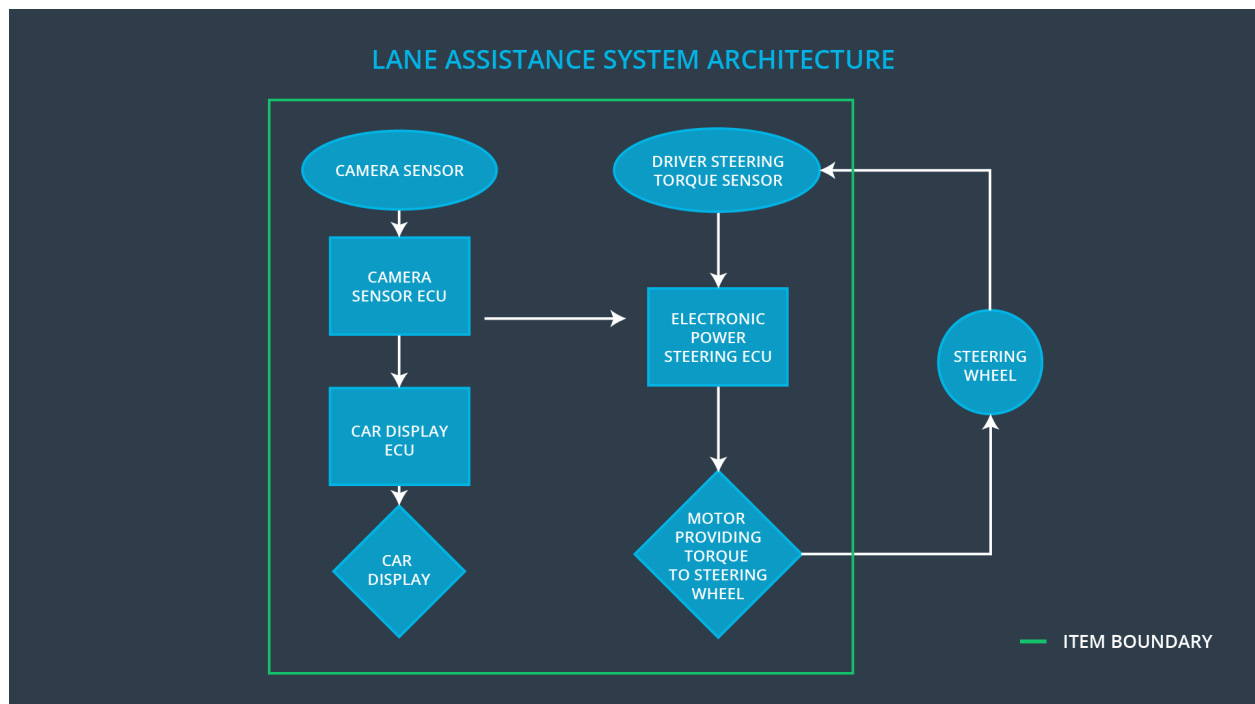 LANE ASSISTANCE SYSTEM ARCHITECTURE
CAMERA SENSOR
DRIVER STEERING
TORQUE SENSOR
CAMERA
SENSOR ECU
ELECTRONIC
POWER
STEERING ECU
STEERING
WHEEL
CAR DISPLAY
ECU
CAR
DISPLAY
MOTOR
PROVIDING
TORQUE
TO STEERING
WHEEL
ITEM BOUNDARY